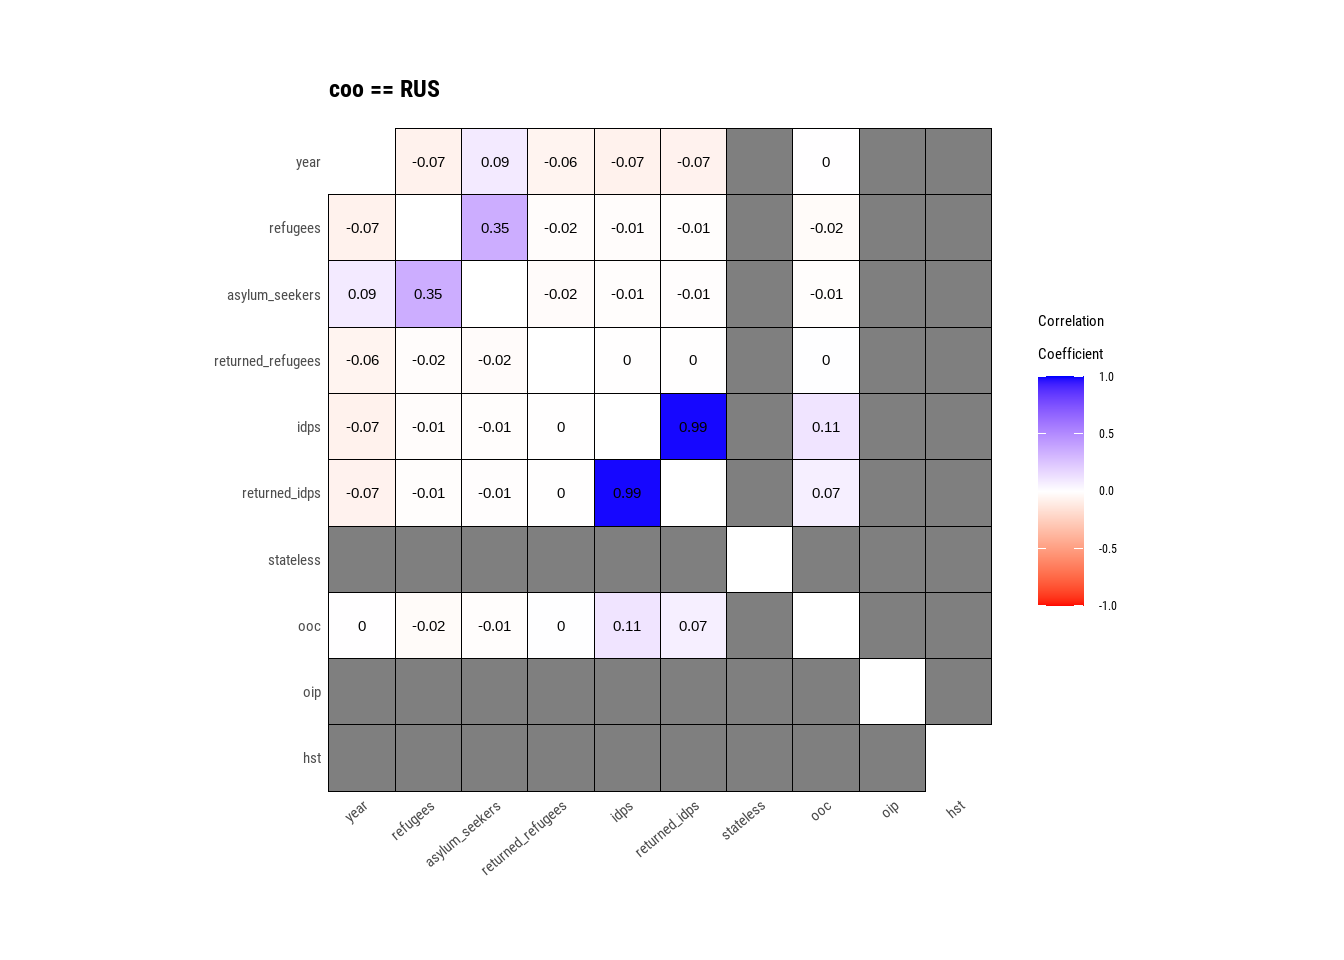 coo == RUS
year -0.07 0.09 -0.06 -0.07 -0.07 0
refugees -0.07 0.35 -0.02 -0.01 -0.01 -0.02
asylum_seekers 0.09 0.35 -0.02 -0.01 -0.01 -0.01
returned_refugees -0.06 -0.02 -0.02 0 0 0
idps -0.07 -0.01 -0.01 0 0.99 0.11
returned_idps -0.07 -0.01 -0.01 0 0.99 0.07
stateless
ooc 0 -0.02 -0.01 0 0.11 0.07
oip
hst
year refugees asylum_seekers returned_refugees idps returned_idps stateless ooc oip hst
Correlation
Coefficient
1.0
0.5
0.0
-0.5
-1.0